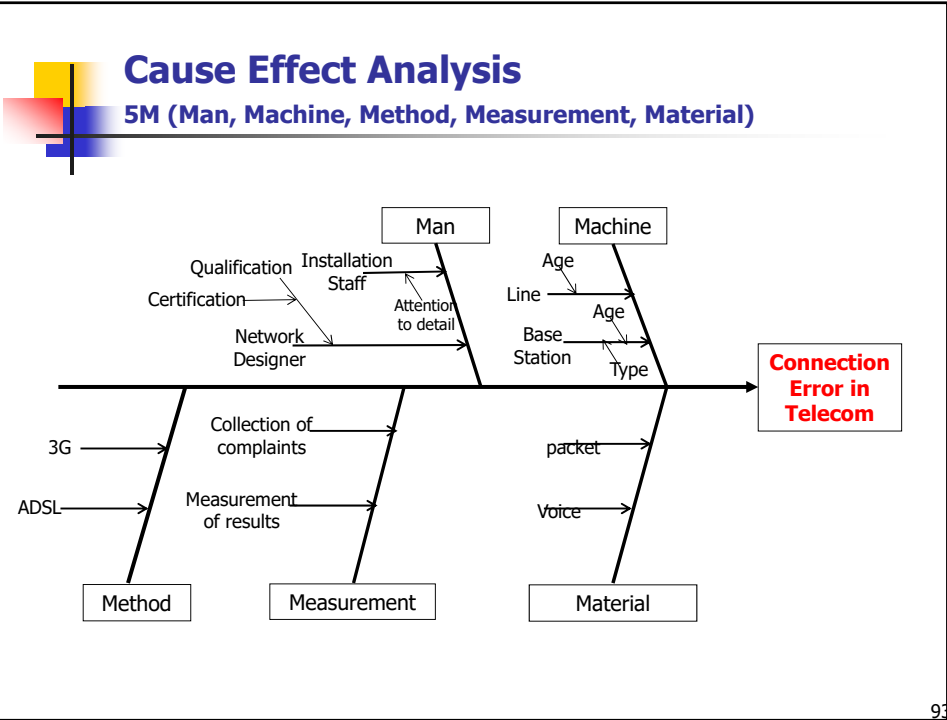 Cause Effect Analysis
5M (Man, Machine, Method, Measurement, Material)
Man
Machine
Qualification
Installation
Staff
Age
Certification
Attention
to detail
Line
Age
Network
Designer
Base
Station
Type
Connection
Error in
Telecom
3G
Collection of
complaints
packet
ADSL
Measurement
of results
Voice
Method
Measurement
Material
93